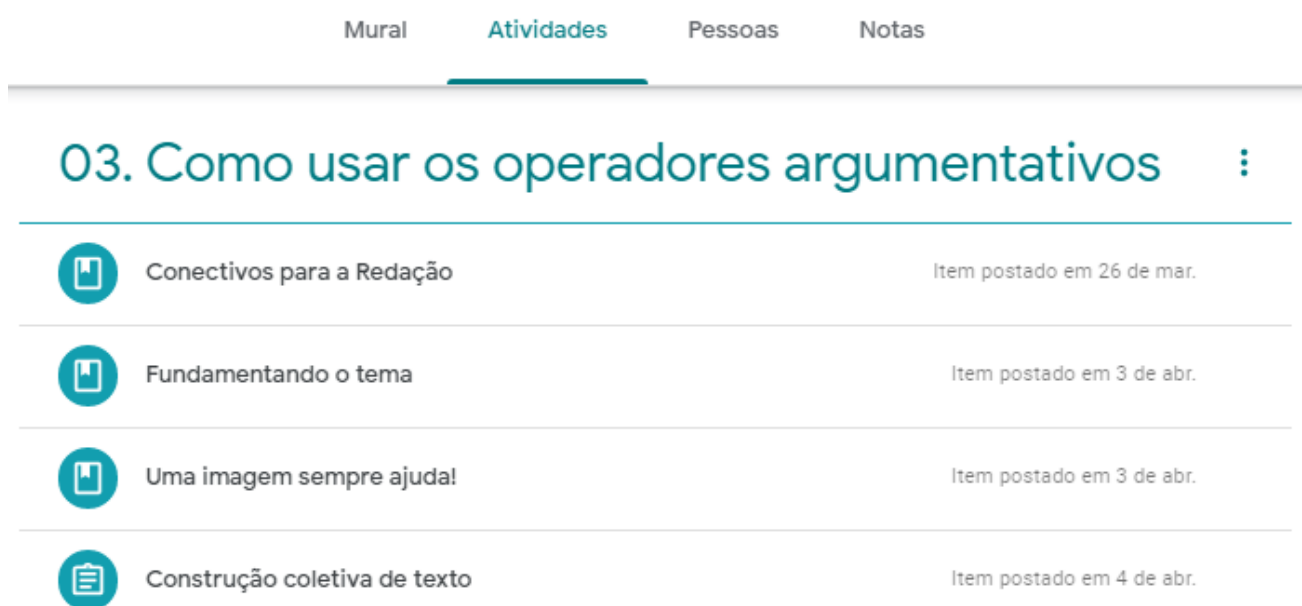 Mural Atividades Pessoas Notas
03. Como usar os operadores argumentativos
Conectivos para a Redação Item postado em 26 de mar.
Fundamentando o tema Item postado em 3 de abr.
Uma imagem sempre ajuda! Item postado em 3 de abr.
Construção coletiva de texto Item postado em 4 de abr.